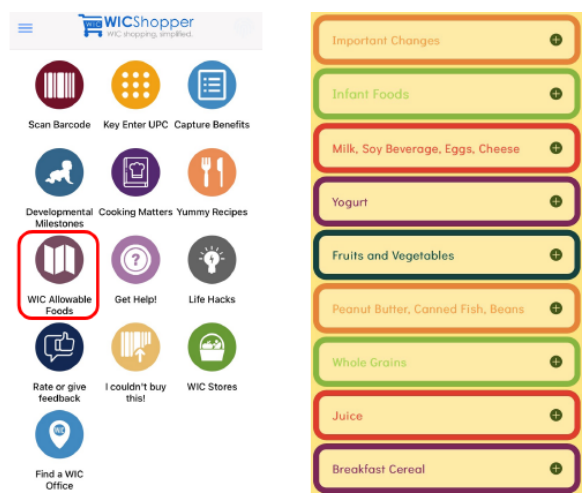 WICShopper
WIC shopping, simplified.
Scan Barcode
Key Enter UPC
Capture Benefits
Developmental
Milestones
Cooking Matters
Yummy Recipes
WIC Allowable
Foods
Get Help!
Life Hacks
Rate or give
feedback
I couldn't buy
this!
WIC Stores
WIC
Find a WIC
Office
Important Changes
Infant Foods
Milk, Soy Beverage, Eggs, Cheese
Yogurt
Fruits and Vegetables
Peanut Butter, Canned Fish, Beans
Whole Grains
Juice
Breakfast Cereal